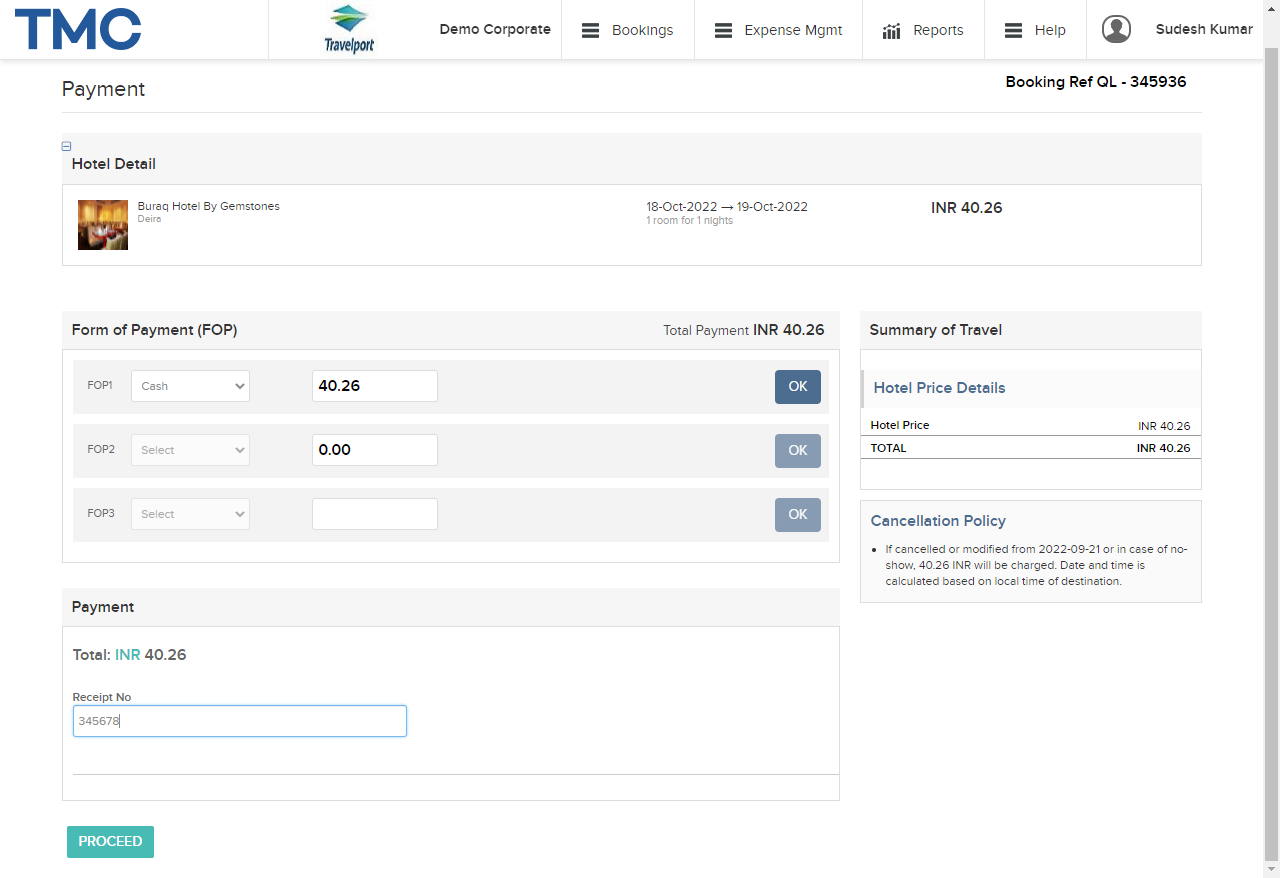 TMC
Travelport
Demo Corporate
Bookings
Expense Mgmt
Reports
Help
Sudesh Kumar
Payment
Booking Ref QL - 345936
Hotel Detail
Buraq Hotel By Gemstones
Deira
18-Oct-2022 → 19-Oct-2022
1 room for 1 nights
INR 40.26
Form of Payment (FOP)
Total Payment INR 40.26
FOP1
Cash
40.26
OK
FOP2
Select
0.00
OK
FOP3
Select
OK
Summary of Travel
Hotel Price Details
Hotel Price INR 40.26
TOTAL INR 40.26
Cancellation Policy
• If cancelled or modified from 2022-09-21 or in case of no-
show, 40.26 INR will be charged. Date and time is
calculated based on local time of destination.
Payment
Total: INR 40.26
Receipt No
345678
PROCEED